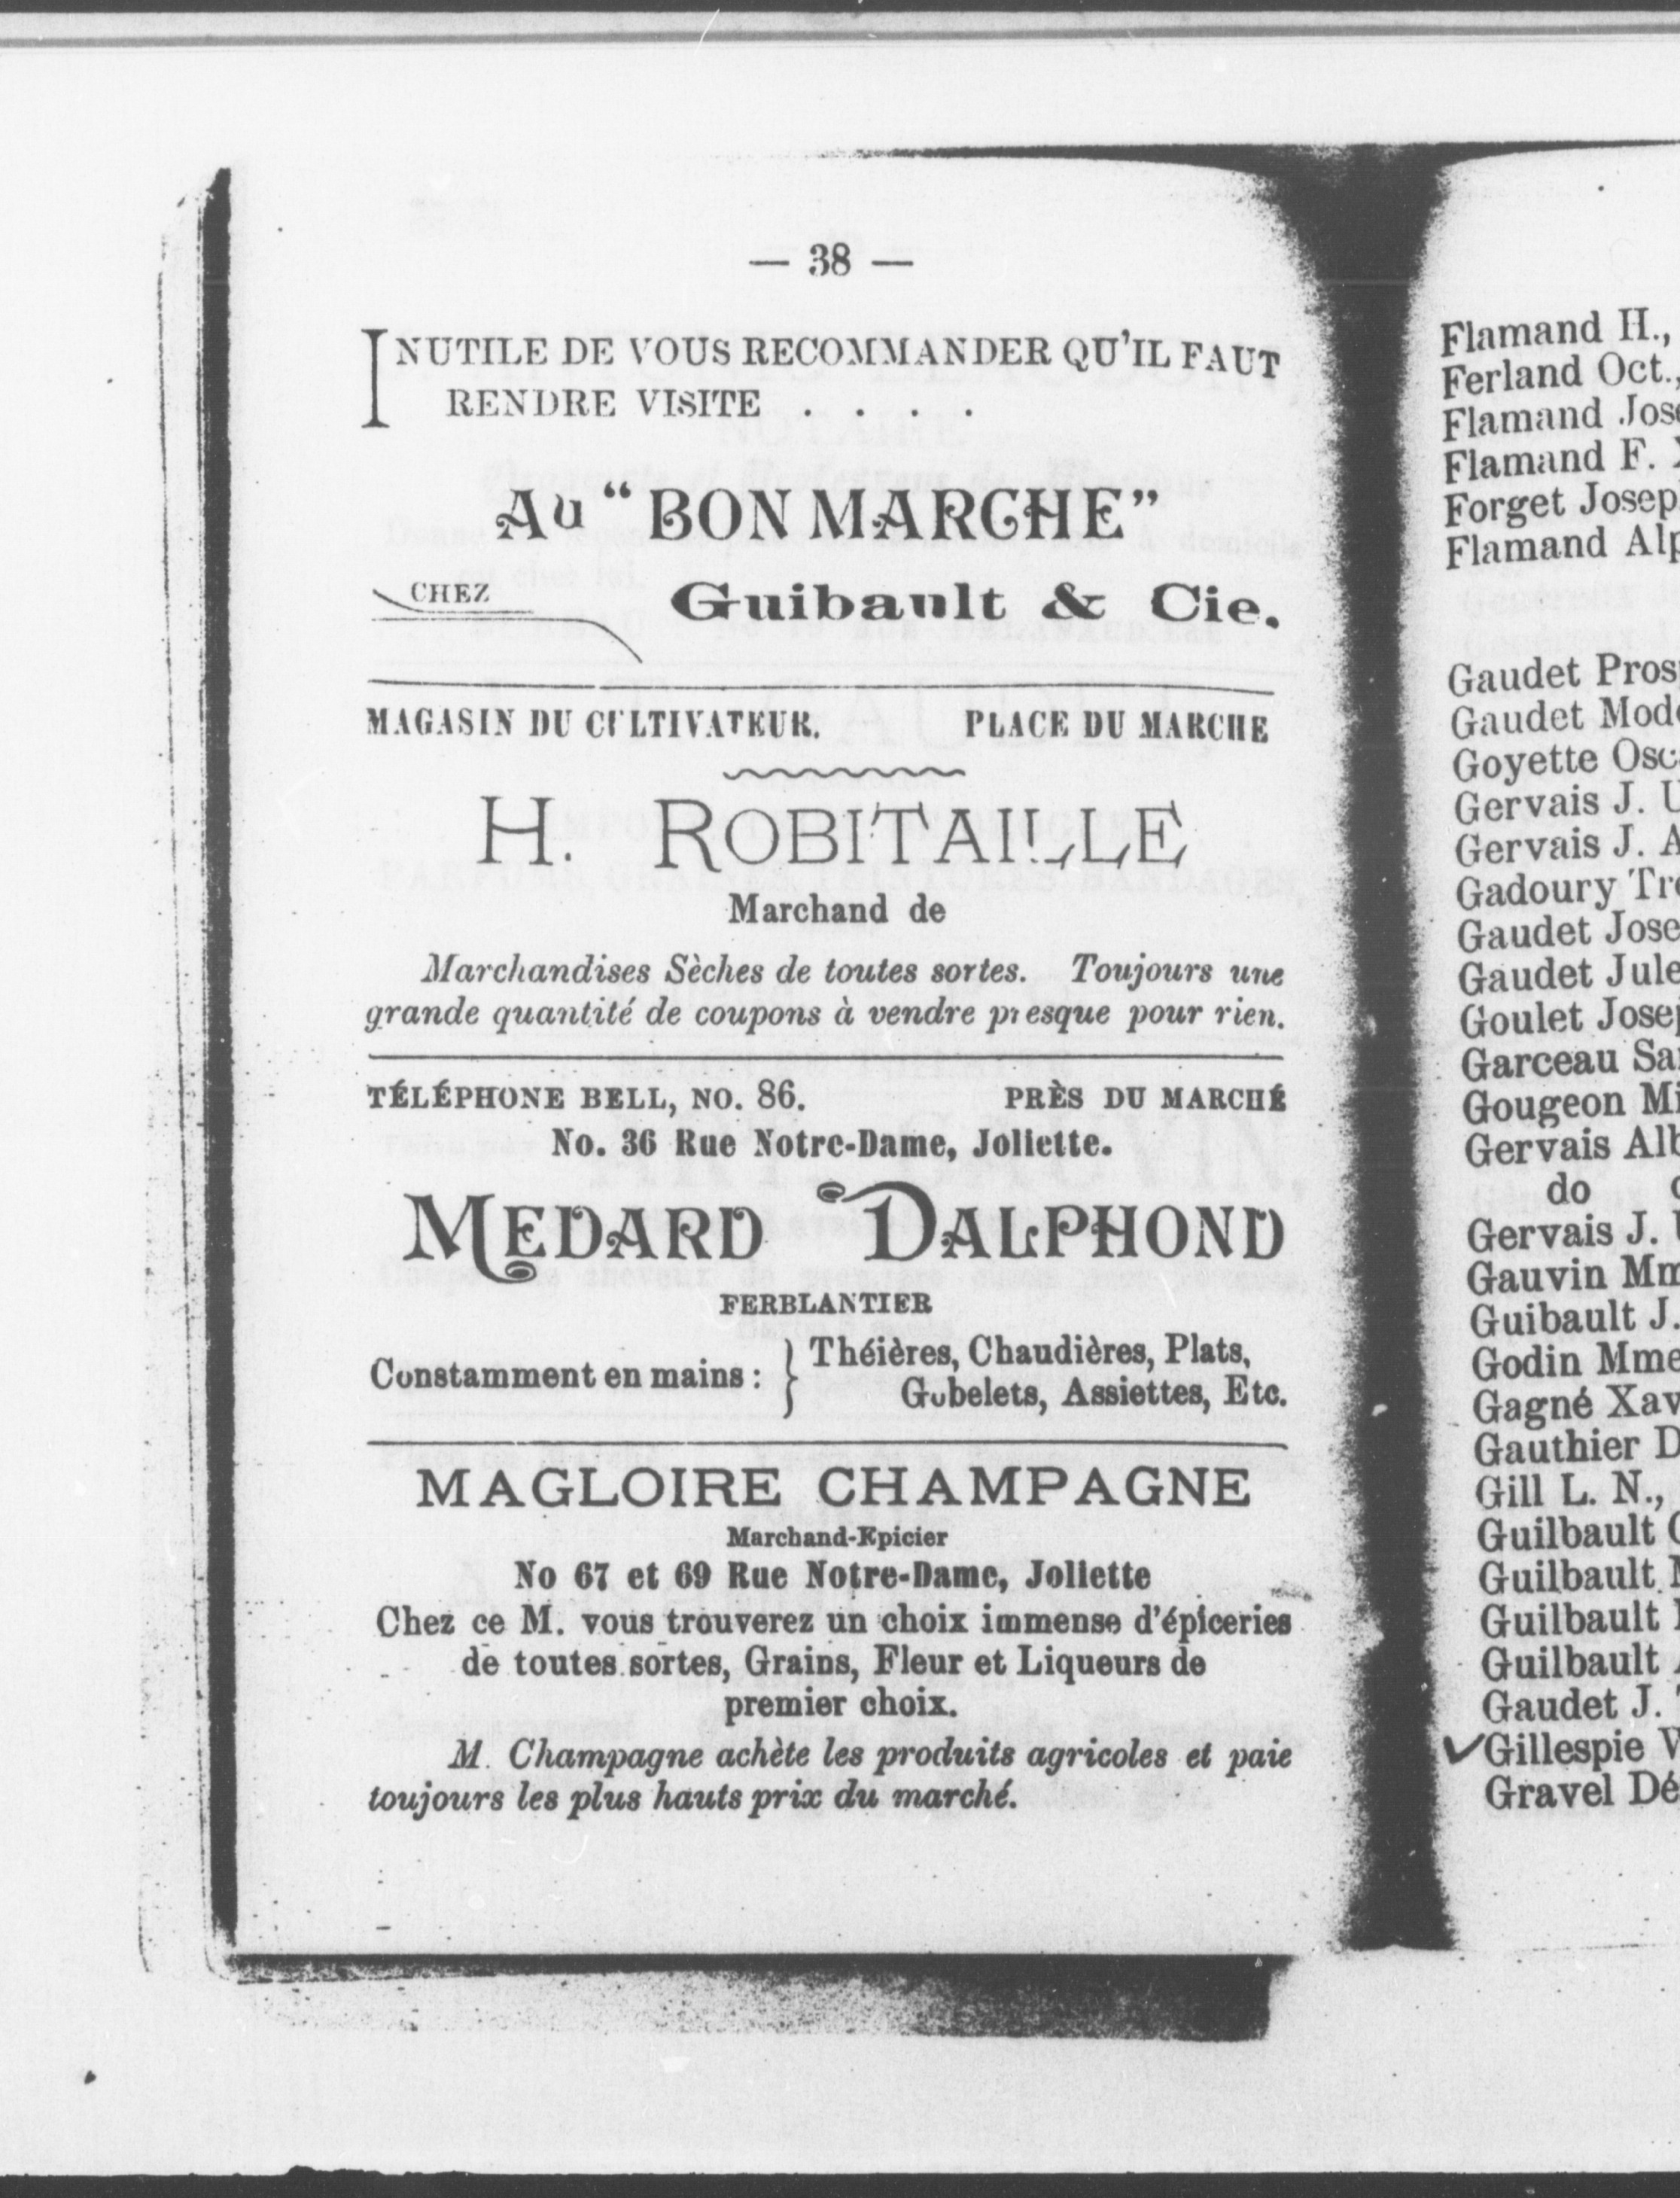 — 38 —
INUTILE DE VOUS RECOMMANDER QU'IL FAUT
RENDRE VISITE . . . .
Au "BON MARCHE"
CHEZ Guibault & Cie.
MAGASIN DU CULTIVATEUR. PLACE DU MARCHE
H. ROBITAILLE
Marchand de
Marchandises Sèches de toutes sortes. Toujours une
grande quantité de coupons à vendre presque pour rien.
TÉLÉPHONE BELL, NO. 86. PRÈS DU MARCHÉ
No. 36 Rue Notre-Dame, Joliette.
MEDARD DALPHOND
FERBLANTIER
Constamment en mains : } Théières, Chaudières, Plats,
Gobelets, Assiettes, Etc.
MAGLOIRE CHAMPAGNE
Marchand-Epicier
No 67 et 69 Rue Notre-Dame, Joliette
Chez ce M. vous trouverez un choix immense d'épiceries
de toutes sortes, Grains, Fleur et Liqueurs de
premier choix.
M. Champagne achète les produits agricoles et paie
toujours les plus hauts prix du marché.
Flamand H.,
Ferland Oct.,
Flamand
Flamand F.
Forget
Flamand
Gaudet
Gaudet
Goyette
Gervais J.
Gervais J.
Gadoury
Gaudet
Gaudet
Goulet
Garceau
Gougeon
Gervais
do
Gervais J.
Gauvin
Guibault J.
Godin Mme
Gagné
Gauthier
Gill L. N.,
Guilbault
Guilbault
Guilbault
Guilbault
Gaudet J.
✓Gillespie
Gravel